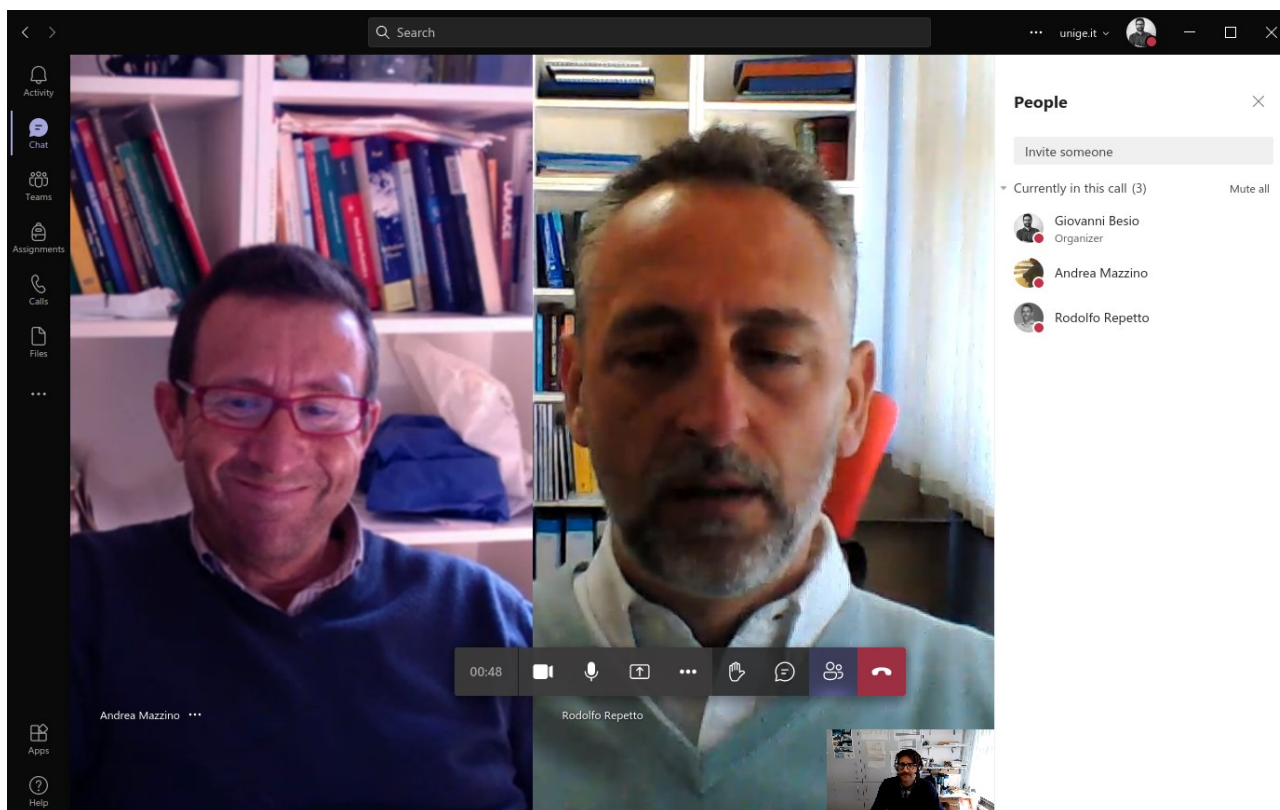 Search
unige.it
Activity
Chat
Teams
Assignments
Calls
Files
Apps
Help
LAPLACE
00:48
Andrea Mazzino
Rodolfo Repetto
People
Invite someone
Currently in this call (3)
Mute all
Giovanni Besio
Organizer
Andrea Mazzino
Rodolfo Repetto